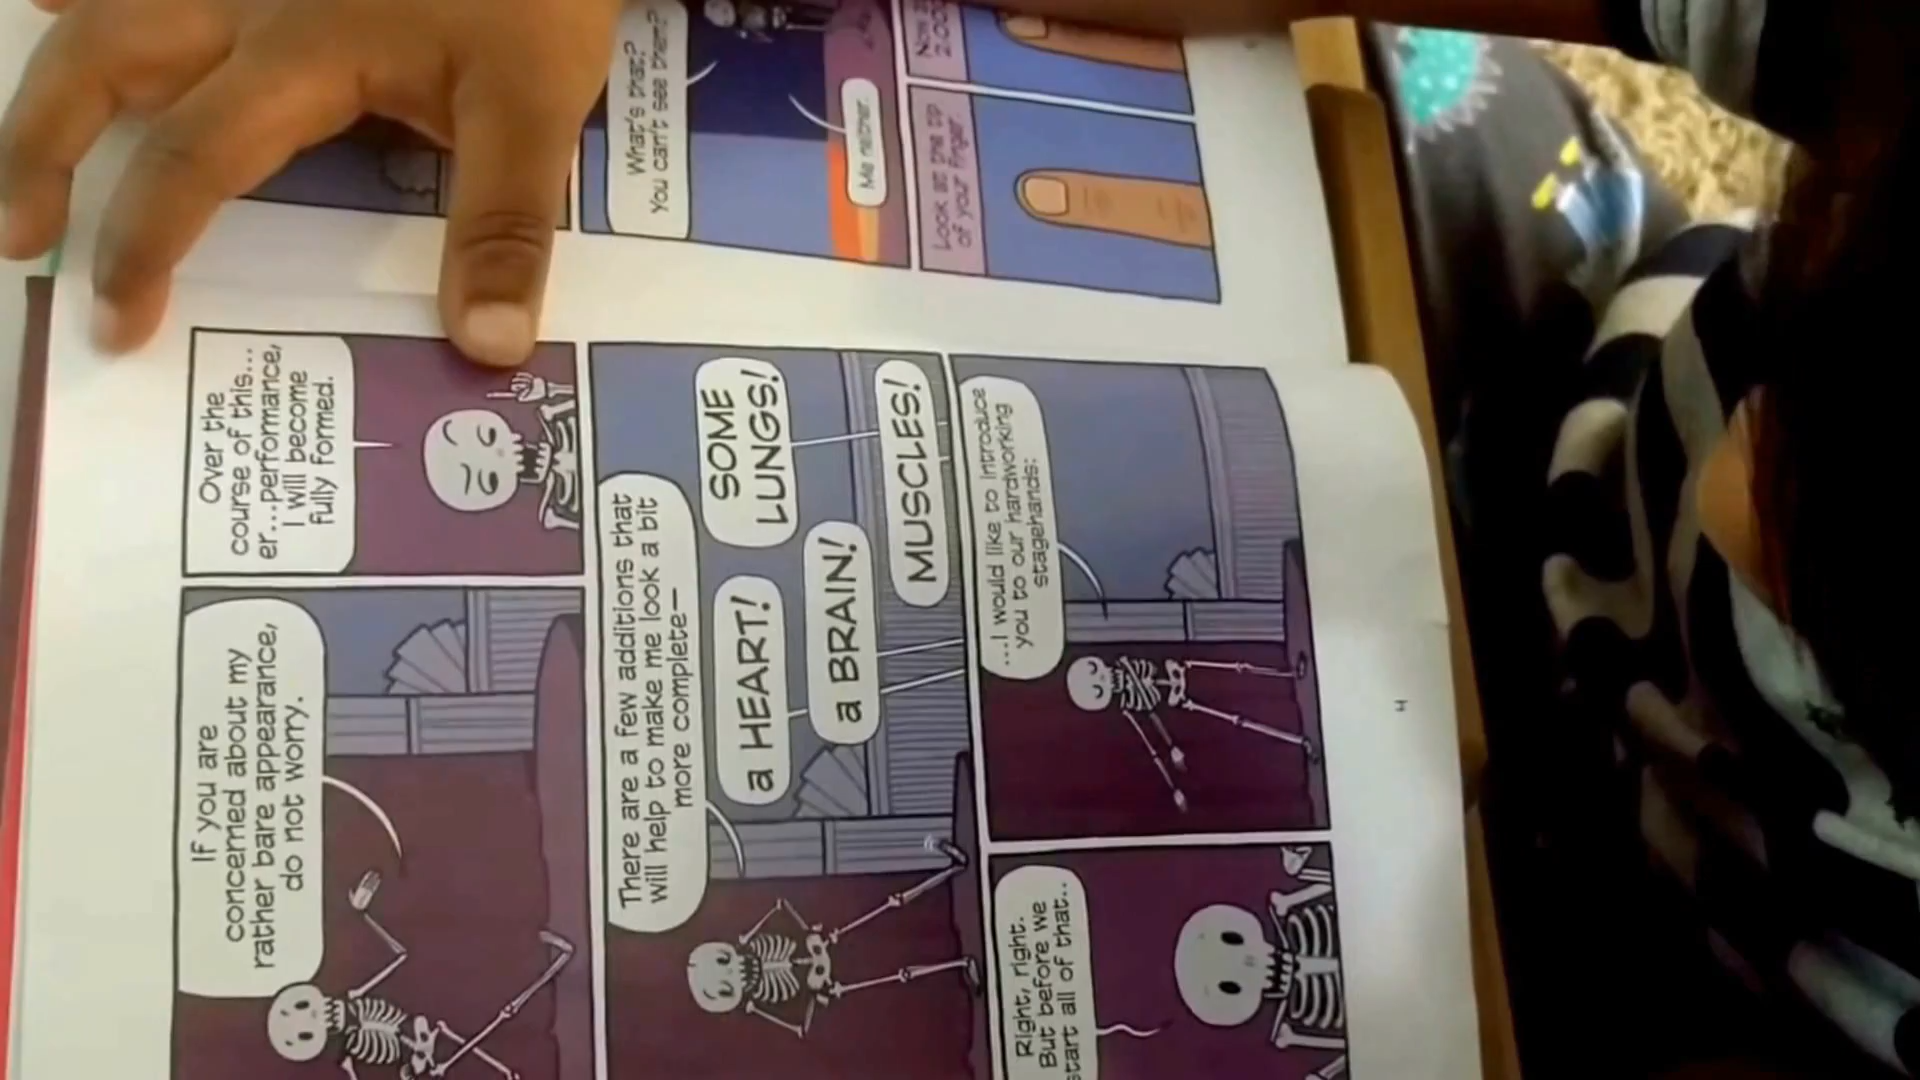 If you are
concerned about my
rather bare appearance,
do not worry.
Over the
course of this...
er...performance,
I will become
fully formed.
There are a few additions that
will help to make me look a bit
more complete—
a HEART!
SOME
LUNGS!
a BRAIN!
MUSCLES!
Right, right.
But before we
start all of that..
...I would like to introduce
you to our hardworking
stagehands:
4
What's that?
You can't see them?
Me neither.
Look at the tip
of your finger.
Now